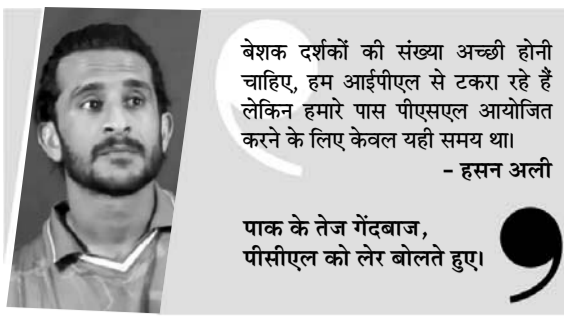 बेशक दर्शकों की संख्या अच्छी होनी
चाहिए, हम आईपीएल से टकरा रहे हैं
लेकिन हमारे पास पीएसएल आयोजित
करने के लिए केवल यही समय था।
- हसन अली
पाक के तेज गेंदबाज,
पीसीएल को लेर बोलते हुए।